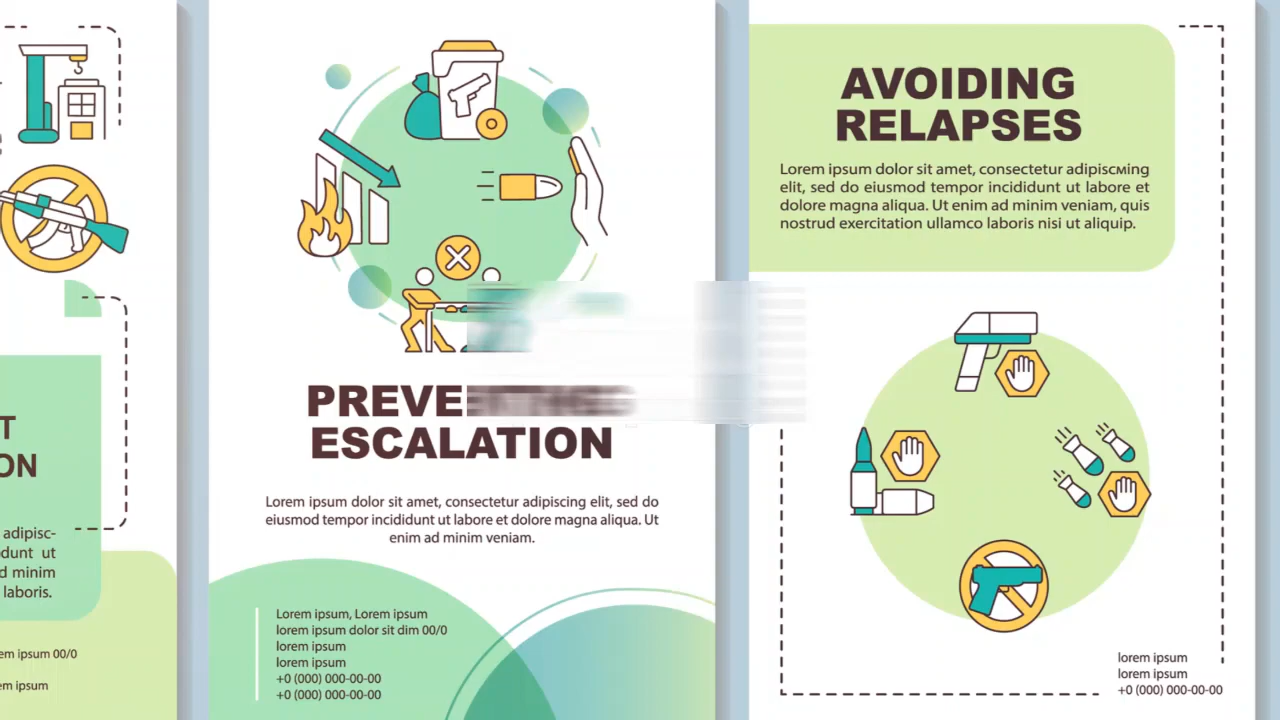 T
ON
adipisc-
dunt ut
d minim
laboris.
em ipsum 00/0
em ipsum
PREVE
ESCALATION
Lorem ipsum dolor sit amet, consectetur adipiscing elit, sed do
eiusmod tempor incididunt ut labore et dolore magna aliqua. Ut
enim ad minim veniam.
Lorem ipsum, Lorem ipsum
lorem ipsum dolor sit dim 00/0
lorem ipsum
lorem ipsum
+0 (000) 000-00-00
+0 (000) 000-00-00
AVOIDING
RELAPSES
Lorem ipsum dolor sit amet, consectetur adipiscмing
elit, sed do eiusmod tempor incididunt ut labore et
dolore magna aliqua. Ut enim ad minim veniam, quis
nostrud exercitation ullamco laboris nisi ut aliquip.
lorem ipsum
lorem ipsum
+0 (000) 000-00-00